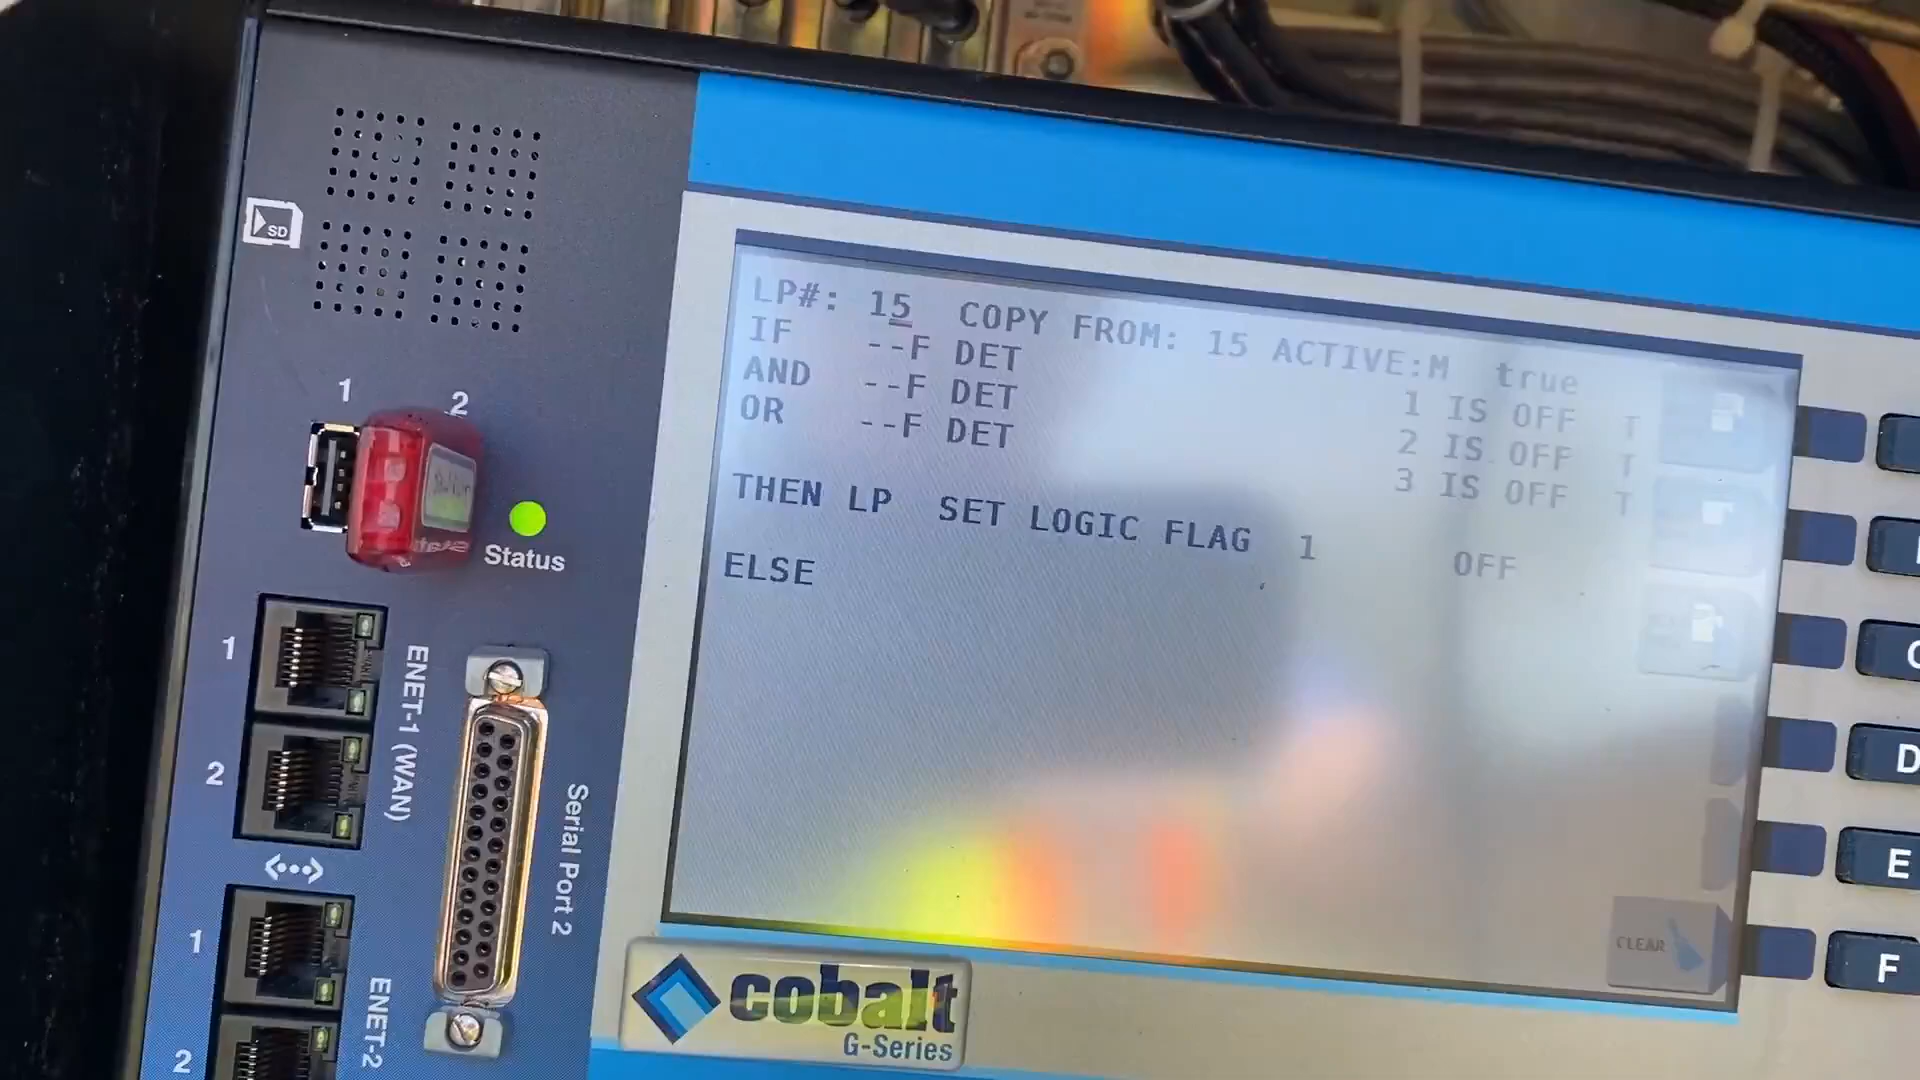 SD
1 2
Status
1
2
ENET-1 (WAN)
1
2
ENET-2
Serial Port 2
LP#: 15 COPY FROM: 15 ACTIVE:M true
IF --F DET 1 IS OFF T
AND --F DET 2 IS OFF T
OR --F DET 3 IS OFF T
THEN LP SET LOGIC FLAG 1 OFF
ELSE
CLEAR
D
E
F
cobalt
G-Series